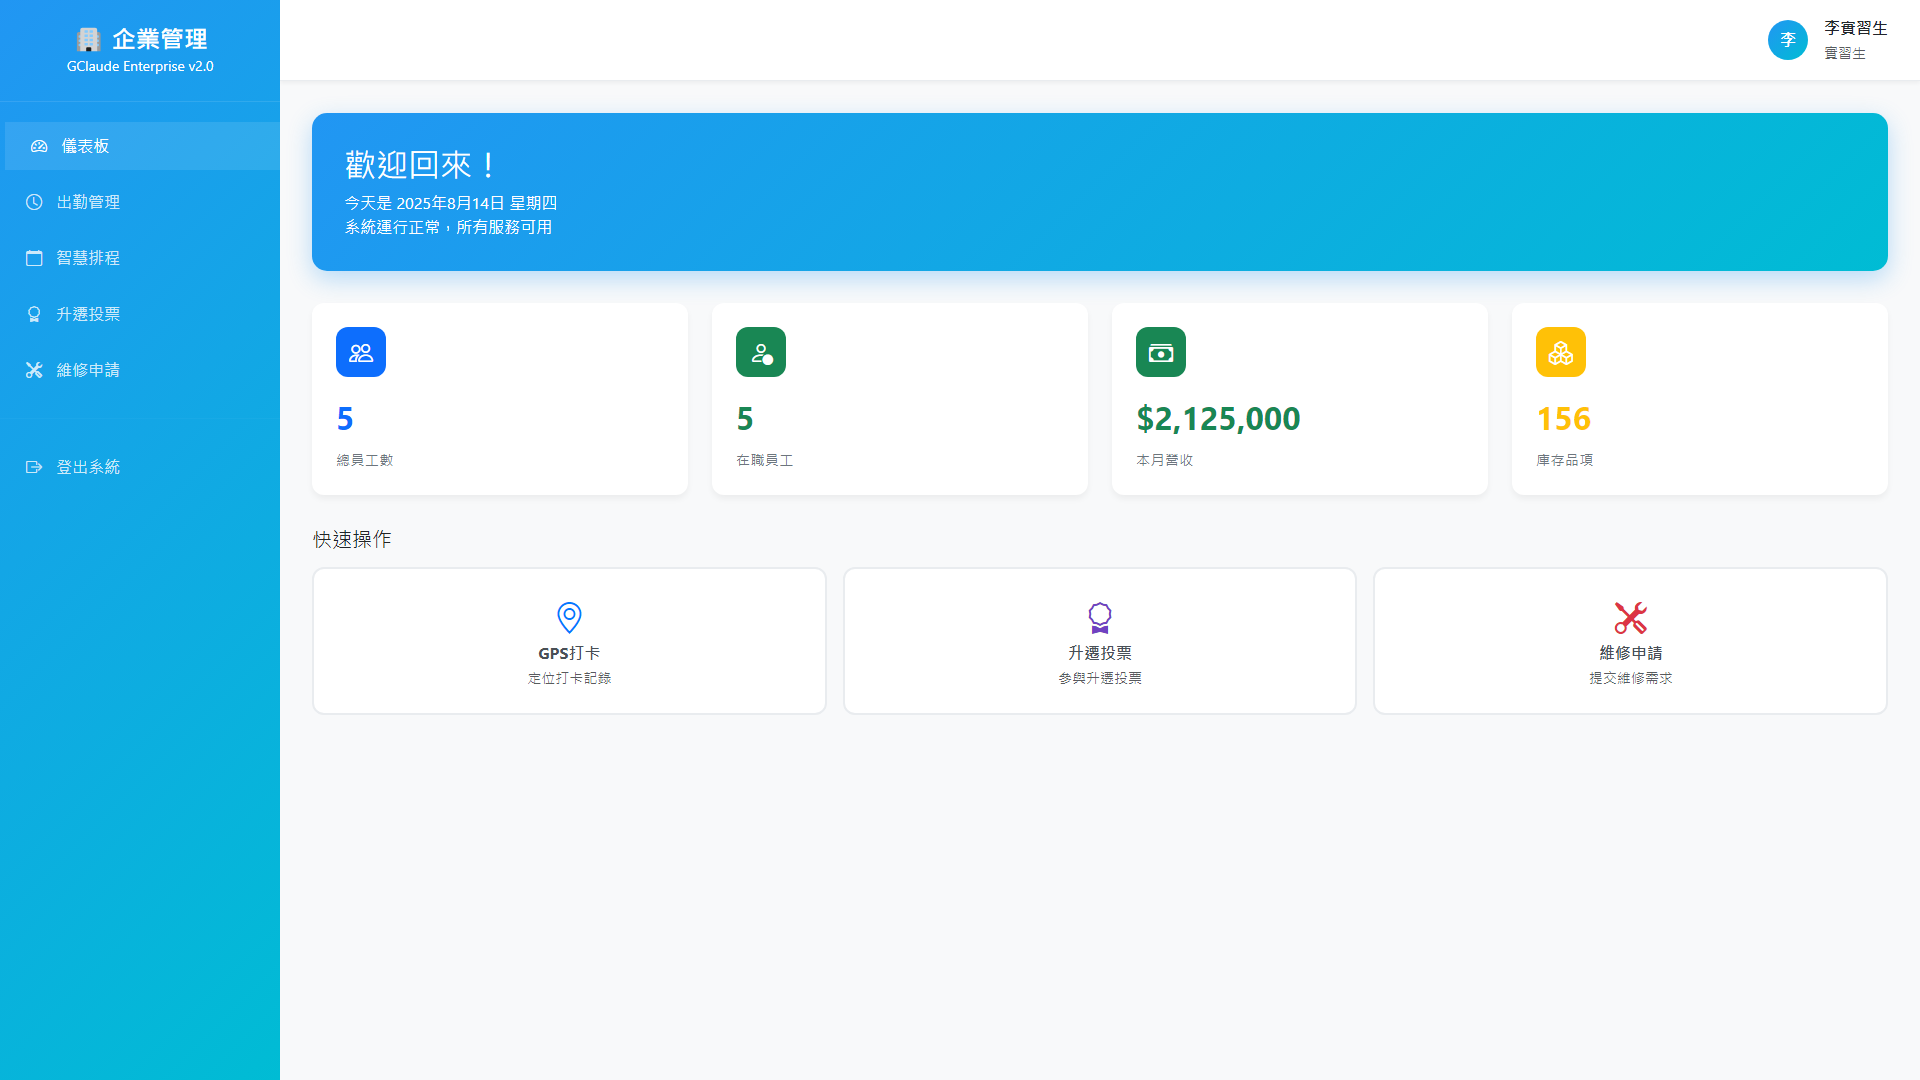 企業管理
GClaude Enterprise v2.0
儀表板
出勤管理
智慧排程
升遷投票
維修申請
登出系統
李
李實習生
實習生
歡迎回來！
今天是 2025年8月14日 星期四
系統運行正常，所有服務可用
5
總員工數
5
在職員工
$2,125,000
本月營收
156
庫存品項
快速操作
GPS打卡
定位打卡記錄
升遷投票
參與升遷投票
維修申請
提交維修需求